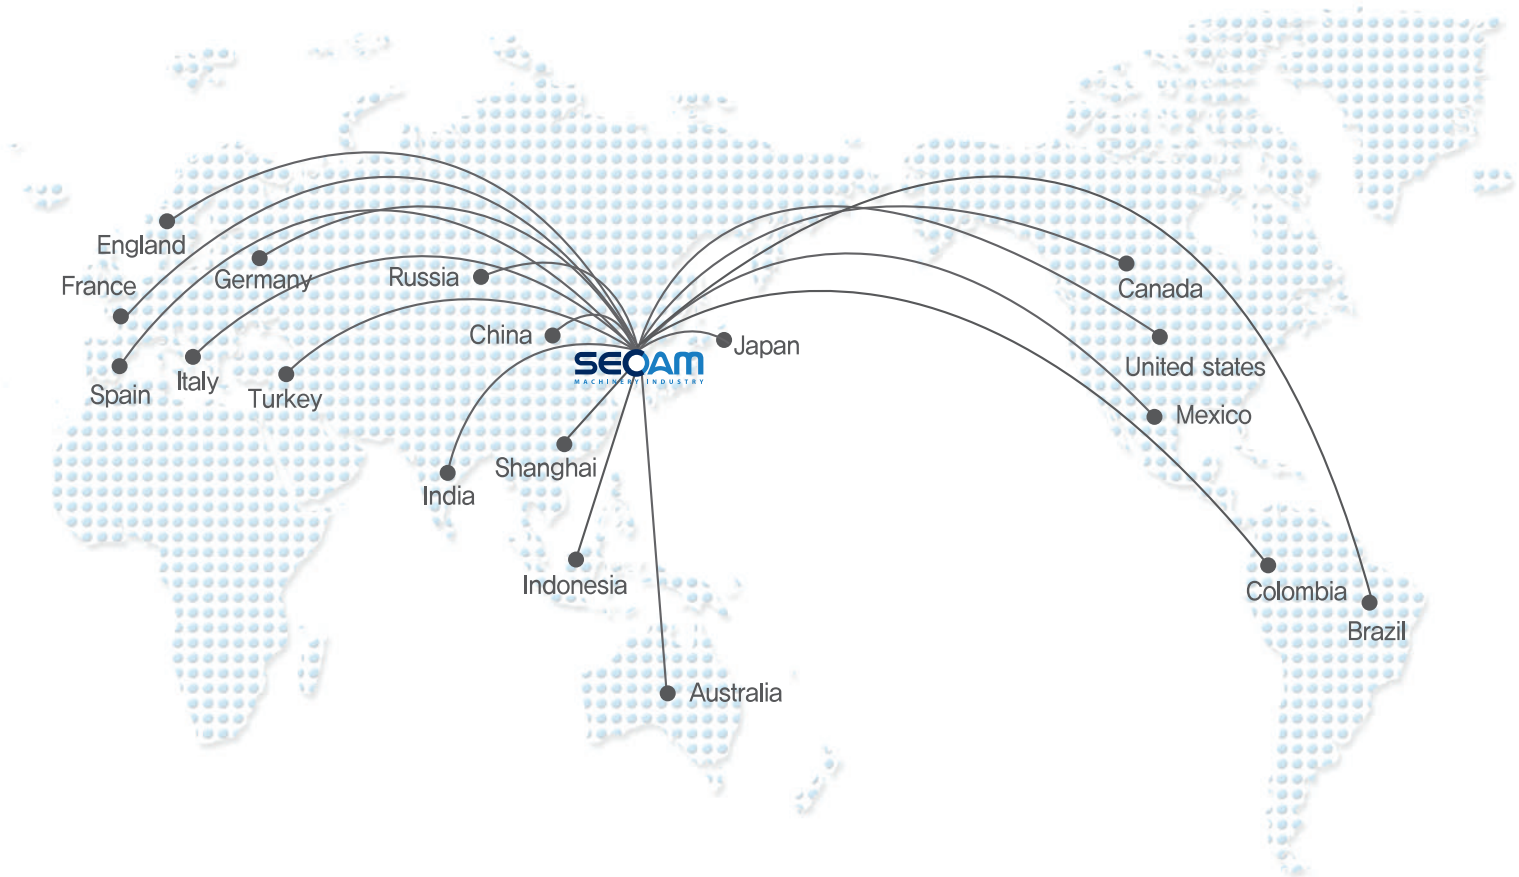 England
France
Germany
Russia
Canada
China
SEOAM
MACHINERY INDUSTRY
Japan
United states
Spain
Italy
Turkey
Mexico
Shanghai
India
Indonesia
Colombia
Brazil
Australia